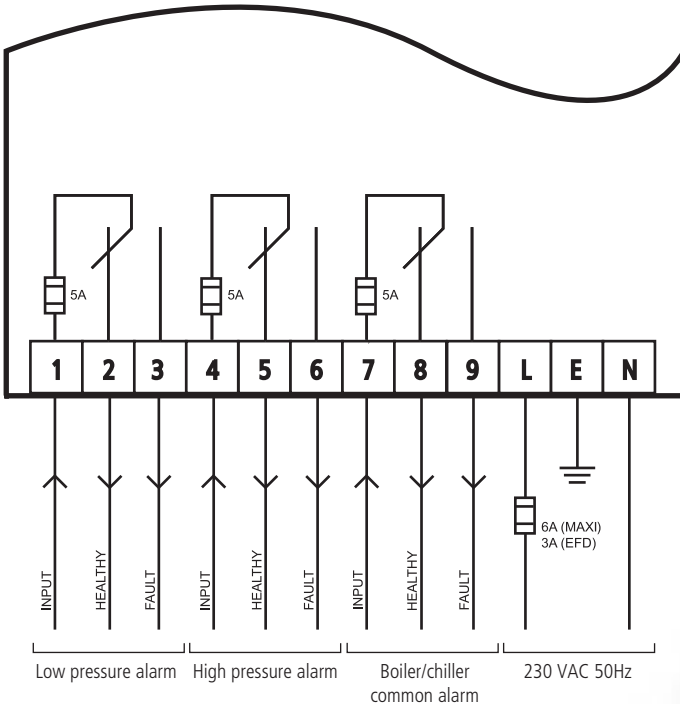 5A 5A 5A
1 2 3 4 5 6 7 8 9 L E N
6A (MAXI)
3A (EFD)
INPUT HEALTHY FAULT INPUT HEALTHY FAULT INPUT HEALTHY FAULT
Low pressure alarm High pressure alarm Boiler/chiller 230 VAC 50Hz
common alarm